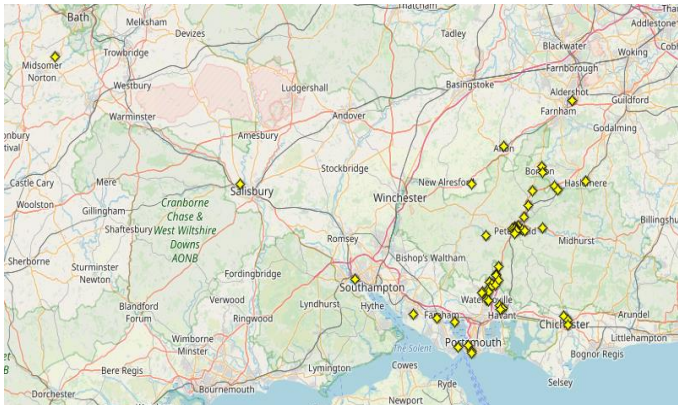 Bath
Melksham
Devizes
Thatcham
Tadley
Blackwater
Addlestone
Woking
Cobh
Trowbridge
Midsomer
Norton
Westbury
Ludgershall
Basingstoke
Farnborough
Aldershot
Guildford
Farnham
Warminster
Andover
Godalming
Amesbury
Alton
Stockbridge
Bordon
Haslemere
New Alresford
Castle Cary
Mere
Salisbury
Winchester
Woolston
Gillingham
Cranborne
Chase &
West Wiltshire
Downs
AONB
Shaftesbury
Petersfield
Billingshu
Midhurst
Romsey
Bishop's Waltham
Sherborne
Sturminster
Newton
Fordingbridge
Southampton
Verwood
Lyndhurst
Hythe
Waterlooville
Blandford
Forum
Ringwood
Fareham
Havant
Chichester
Arundel
Littlehampton
Wimborne
Minster
The Solent
Portsmouth
Bognor Regis
Bere Regis
Lymington
Cowes
Selsey
Bournemouth
Ryde
Dorchester
Newport